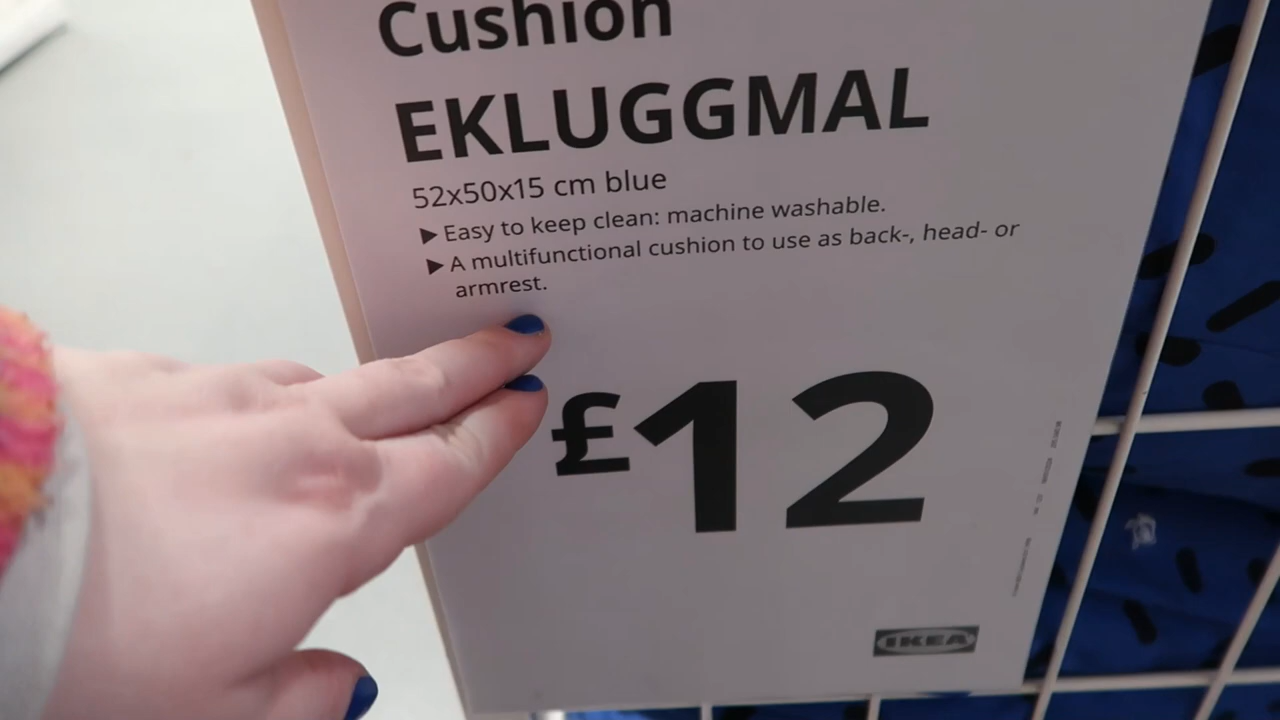 Cushion
EKLUGGMAL
52x50x15 cm blue
▶ Easy to keep clean: machine washable.
▶ A multifunctional cushion to use as back-, head- or
armrest.
£12
IKEA